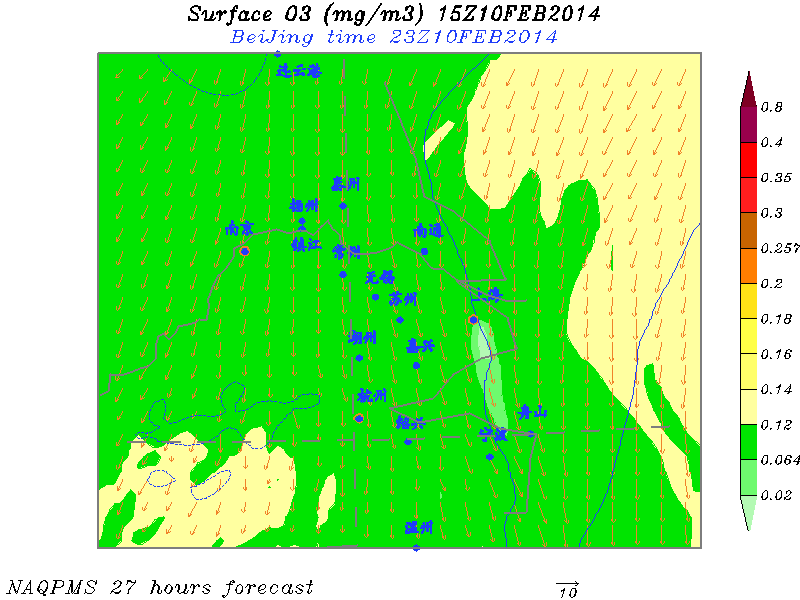 Surface O3 (mg/m3) 15Z10FEB2014
BeiJing time 23Z10FEB2014
连云港
泰州
扬州
南京
镇江
常州
南通
无锡
苏州
上海
湖州
嘉兴
杭州
绍兴
舟山
宁波
温州
0.8
0.4
0.35
0.3
0.257
0.2
0.18
0.16
0.14
0.12
0.064
0.02
NAQPMS 27 hours forecast
10